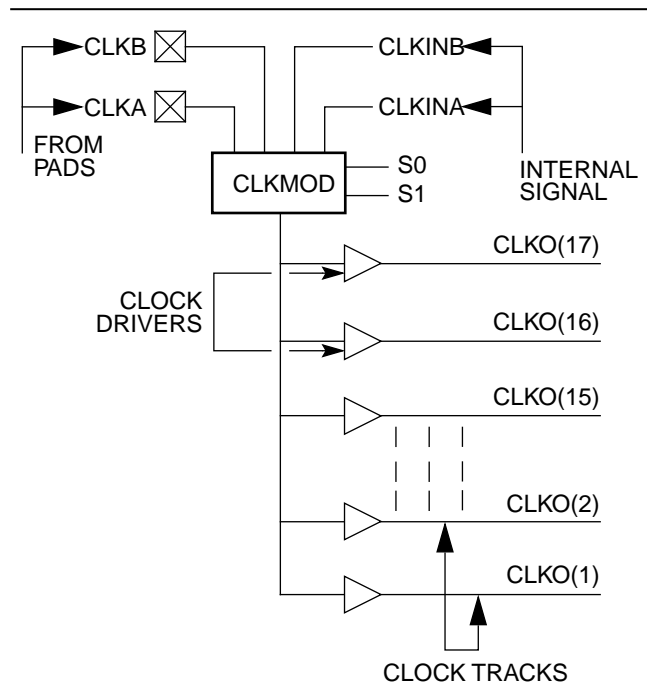 CLKB
CLKINB
CLKA
CLKINA
FROM
PADS
CLKMOD
S0
S1
INTERNAL
SIGNAL
CLKO(17)
CLOCK
DRIVERS
CLKO(16)
CLKO(15)
CLKO(2)
CLKO(1)
CLOCK TRACKS